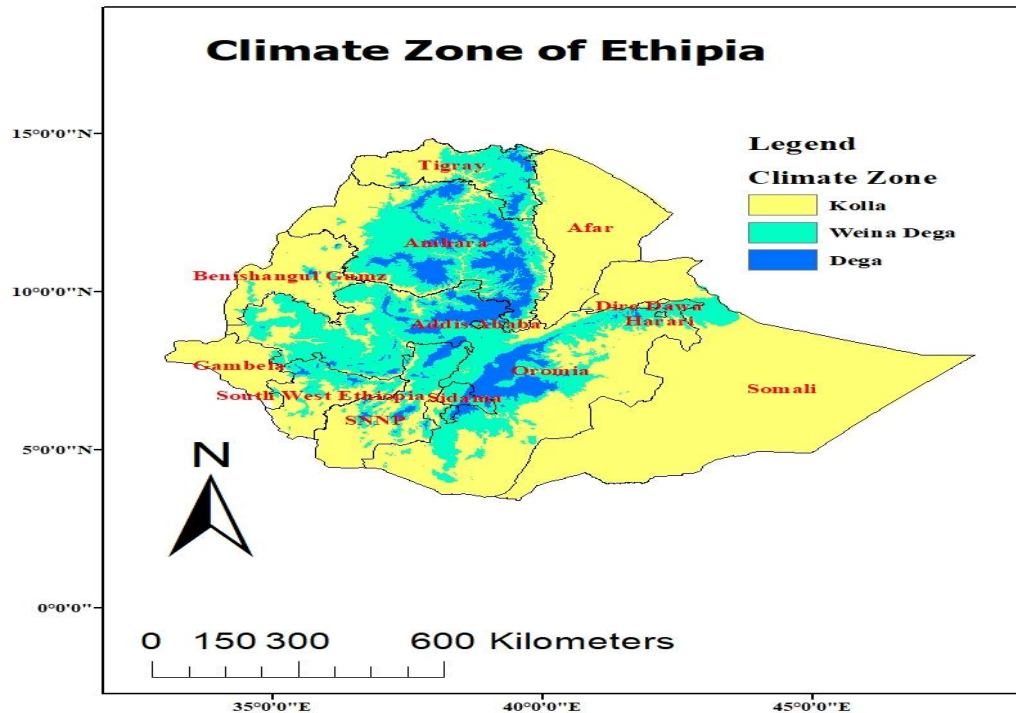 Climate Zone of Ethipia
15°0'0"N
10°0'0"N
5°0'0"N
0°0'0"
Legend
Climate Zone
Kolla
Weina Dega
Dega
Tigray
Afar
Amhara
Benishangul Gumz
Dire Dawa
Harari
Addis Ababa
Gambela
Oromia
Somali
South West Ethiopia
Sidama
SNNP
N
0 150 300 600 Kilometers
35°0'0"E 40°0'0"E 45°0'0"E